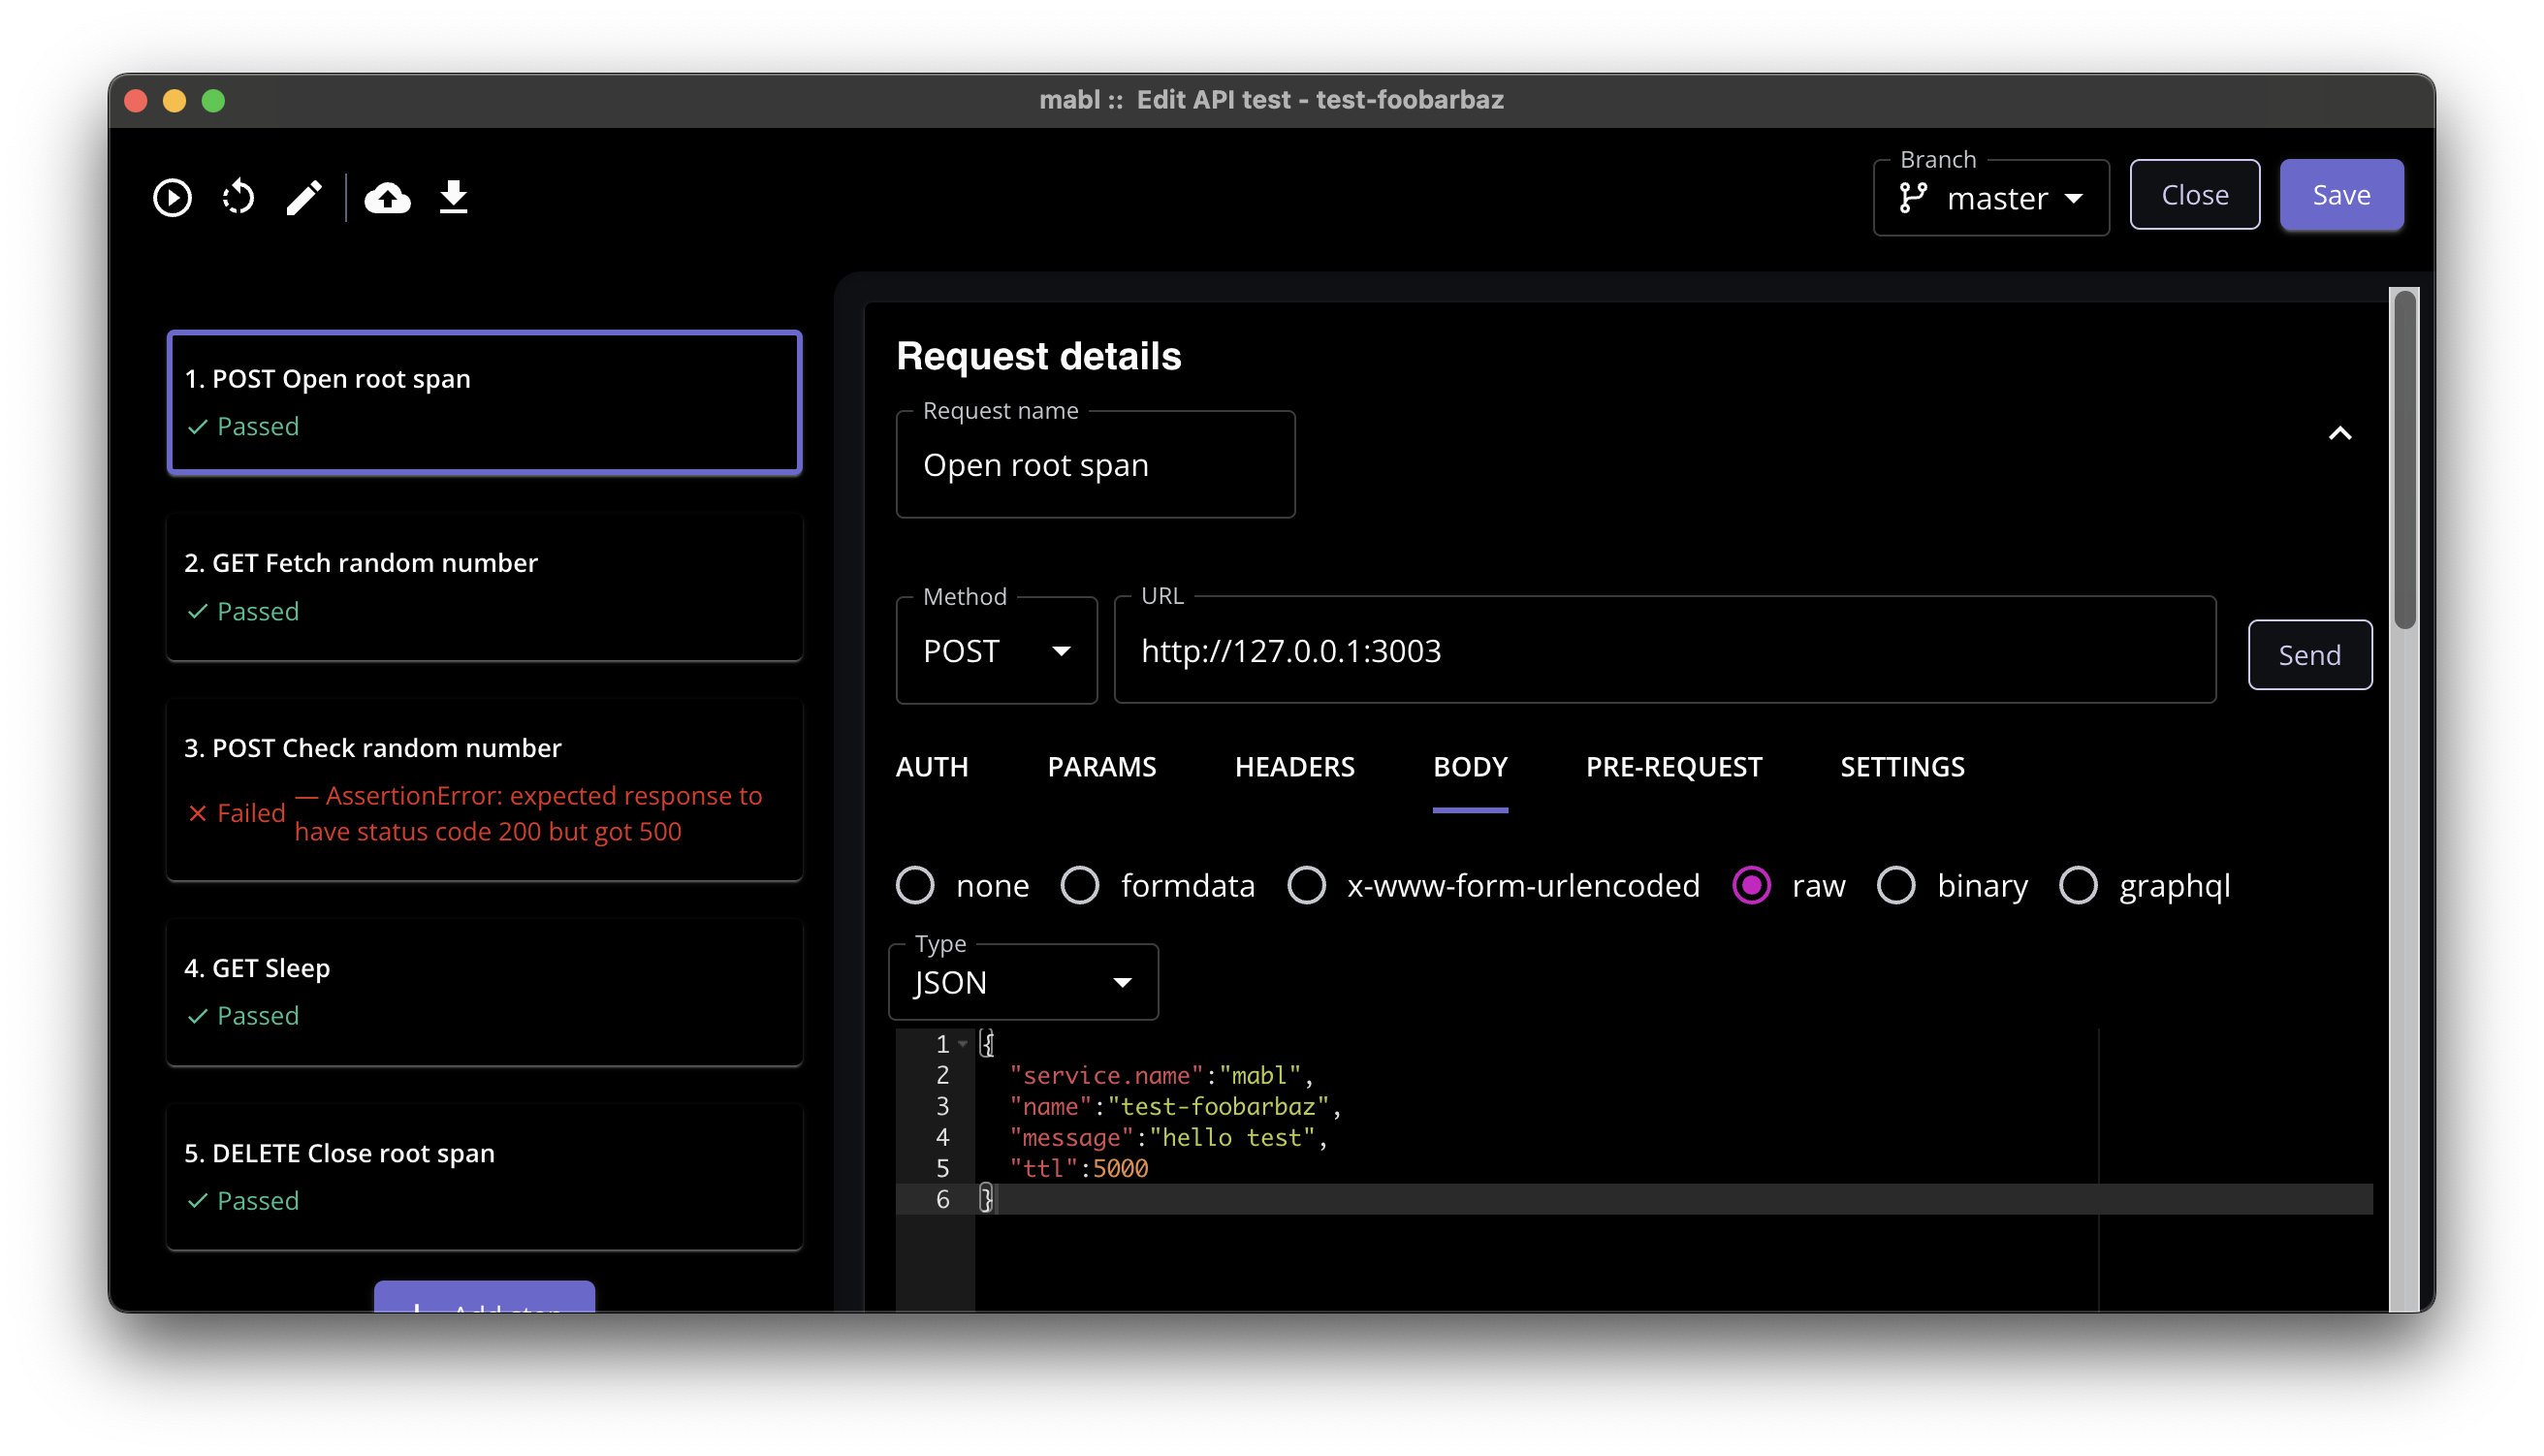 mabl :: Edit API test - test-foobarbaz
Branch
master
Close
Save
1. POST Open root span
Passed
2. GET Fetch random number
Passed
3. POST Check random number
Failed
— AssertionError: expected response to
have status code 200 but got 500
4. GET Sleep
Passed
5. DELETE Close root span
Passed
Add step
Request details
Request name
Open root span
Method
POST
URL
http://127.0.0.1:3003
Send
AUTH
PARAMS
HEADERS
BODY
PRE-REQUEST
SETTINGS
none
formdata
x-www-form-urlencoded
raw
binary
graphql
Type
JSON
1 {
2 "service.name":"mabl",
3 "name":"test-foobarbaz",
4 "message":"hello test",
5 "ttl":5000
6 }